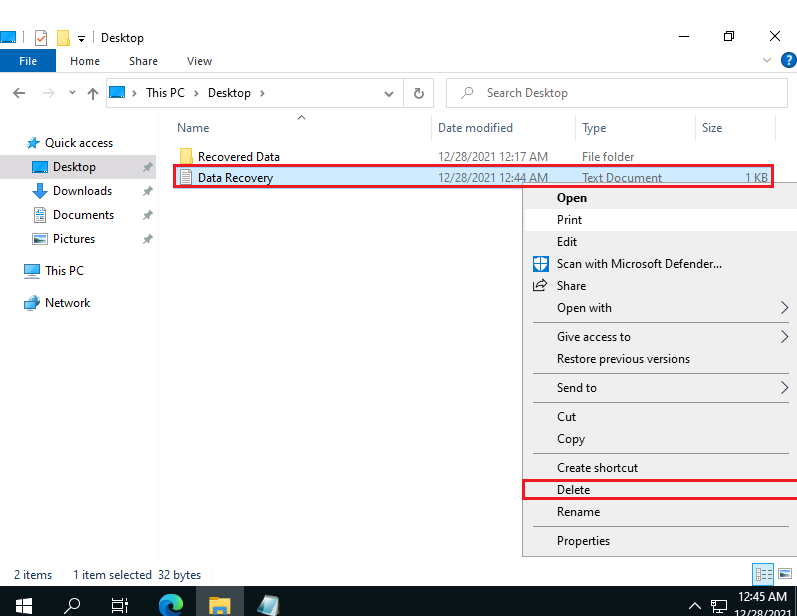 Desktop
File Home Share View ?
This PC Desktop Search Desktop
Name Date modified Type Size
Quick access
Desktop
Downloads
Documents
Pictures
This PC
Network
Recovered Data 12/28/2021 12:17 AM File folder
Data Recovery 12/28/2021 12:44 AM Text Document 1 KB
Open
Print
Edit
Scan with Microsoft Defender...
Share
Open with
Give access to
Restore previous versions
Send to
Cut
Copy
Create shortcut
Delete
Rename
Properties
2 items 1 item selected 32 bytes
12:45 AM
12/28/2021